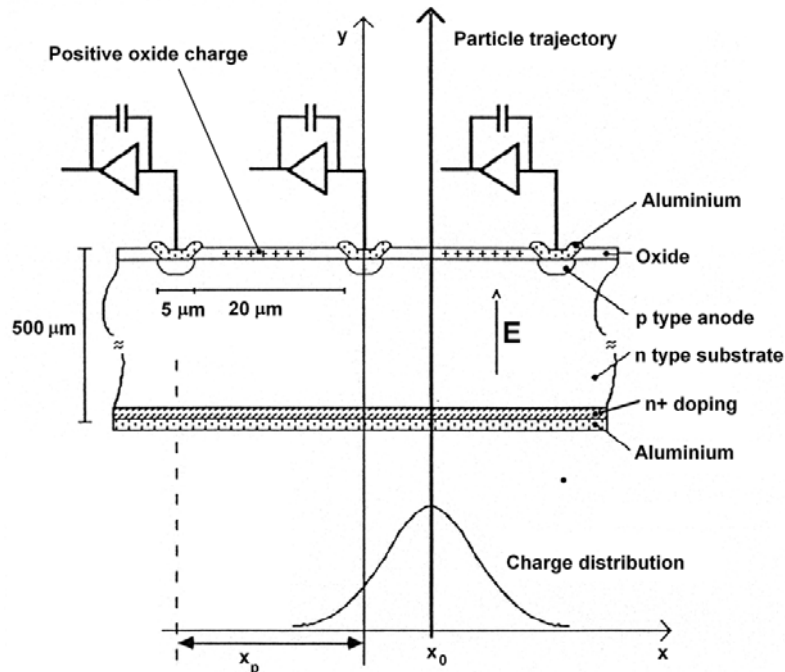 y
Particle trajectory
Positive oxide charge
Aluminium
Oxide
+ + + + + + +
+ + + + + + +
5 μm
20 μm
E
p type anode
500 μm
n type substrate
≈
≈
n+ doping
Aluminium
Charge distribution
xp
x0
x